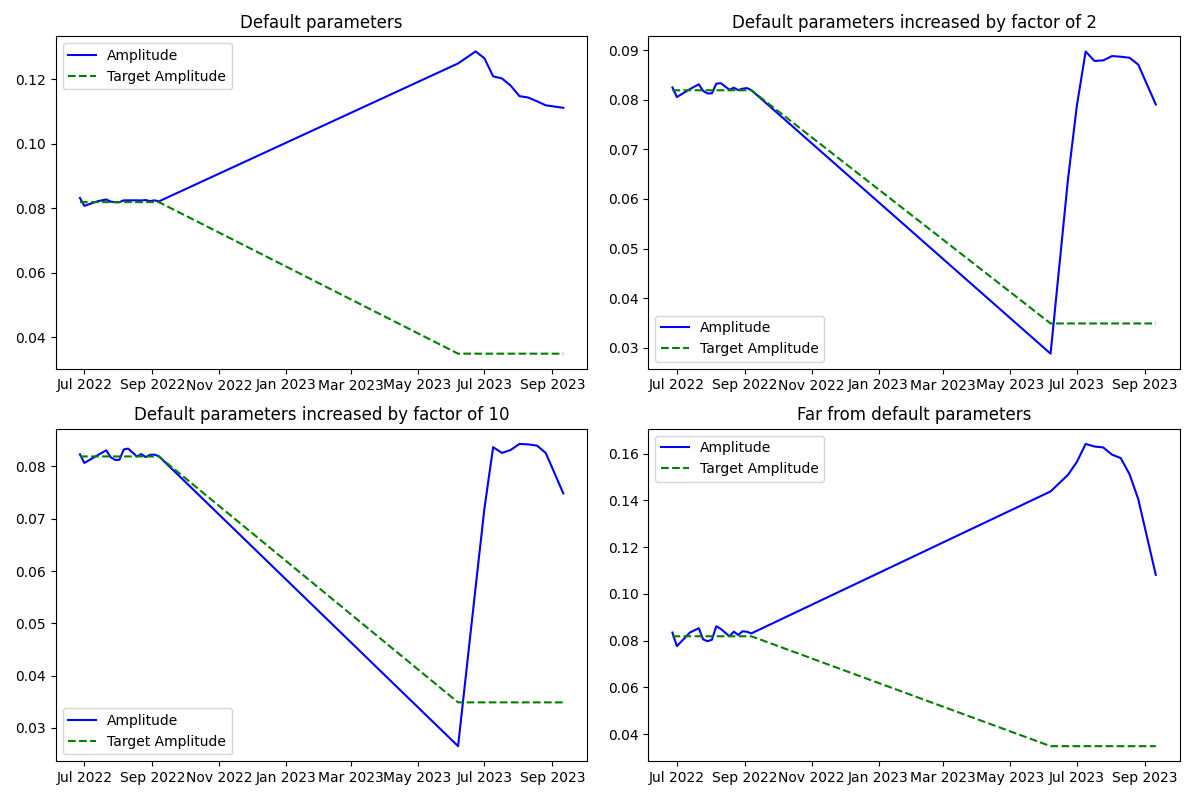 Default parameters
Amplitude
Target Amplitude
0.12
0.10
0.08
0.06
0.04
Jul 2022 Sep 2022 Nov 2022 Jan 2023 Mar 2023 May 2023 Jul 2023 Sep 2023
Default parameters increased by factor of 2
0.09
0.08
0.07
0.06
0.05
0.04
0.03
Amplitude
Target Amplitude
Jul 2022 Sep 2022 Nov 2022 Jan 2023 Mar 2023 May 2023 Jul 2023 Sep 2023
Default parameters increased by factor of 10
0.08
0.07
0.06
0.05
0.04
0.03
Amplitude
Target Amplitude
Jul 2022 Sep 2022 Nov 2022 Jan 2023 Mar 2023 May 2023 Jul 2023 Sep 2023
Far from default parameters
Amplitude
Target Amplitude
0.16
0.14
0.12
0.10
0.08
0.06
0.04
Jul 2022 Sep 2022 Nov 2022 Jan 2023 Mar 2023 May 2023 Jul 2023 Sep 2023